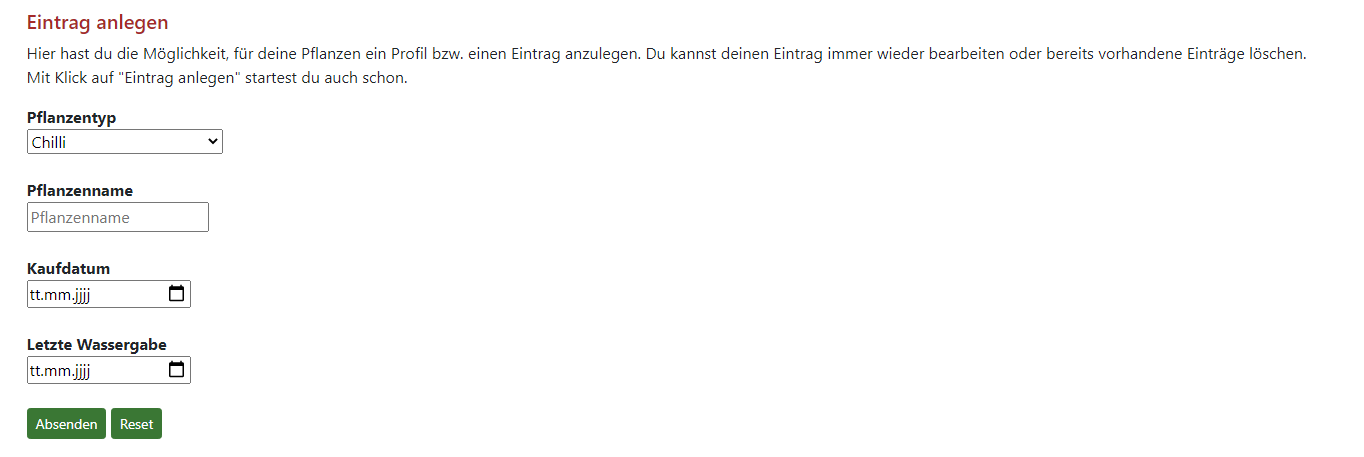 Eintrag anlegen
Hier hast du die Möglichkeit, für deine Pflanzen ein Profil bzw. einen Eintrag anzulegen. Du kannst deinen Eintrag immer wieder bearbeiten oder bereits vorhandene Einträge löschen.
Mit Klick auf "Eintrag anlegen" startest du auch schon.
Pflanzentyp
Chilli
Pflanzenname
Pflanzenname
Kaufdatum
tt.mm.jjjj
Letzte Wassergabe
tt.mm.jjjj
Absenden Reset